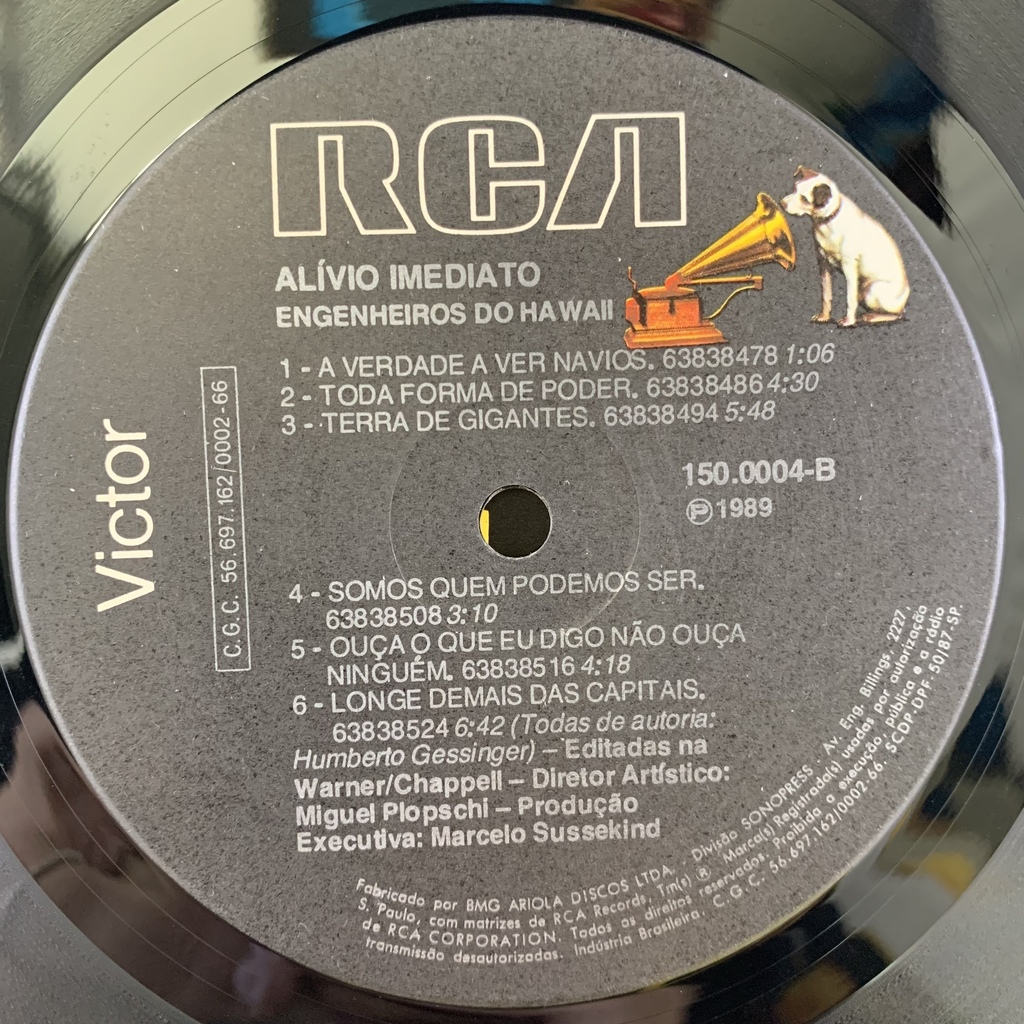 RCA
ALÍVIO IMEDIATO
ENGENHEIROS DO HAWAII
1 - A VERDADE A VER NAVIOS. 63838478 1:06
2 - TODA FORMA DE PODER. 63838486 4:30
3 - TERRA DE GIGANTES. 63838494 5:48
Victor
C.G.C. 56.697.162/0002-66
150.0004-B
℗ 1989
4 - SOMOS QUEM PODEMOS SER.
63838508 3:10
5 - OUÇA O QUE EU DIGO NÃO OUÇA
NINGUÉM. 63838516 4:18
6 - LONGE DEMAIS DAS CAPITAIS.
63838524 6:42 (Todas de autoria:
Humberto Gessinger) – Editadas na
Warner/Chappell – Diretor Artístico:
Miguel Plopschi – Produção
Executiva: Marcelo Sussekind
Fabricado por BMG ARIOLA DISCOS LTDA. . Divisão SONOPRESS . Av. Eng. Billings, 2227,
S. Paulo, com matrizes de RCA Records, Tm(s) ® Marca(s) Registrada(s) usadas por autorização
de RCA CORPORATION. Todos os direitos reservados. Proibida a execução, pública e a rádio
transmissão desautorizadas. Indústria Brasileira. C.G.C. 56.697.162/0002-66. SCDP-DPF-50/87-SP.